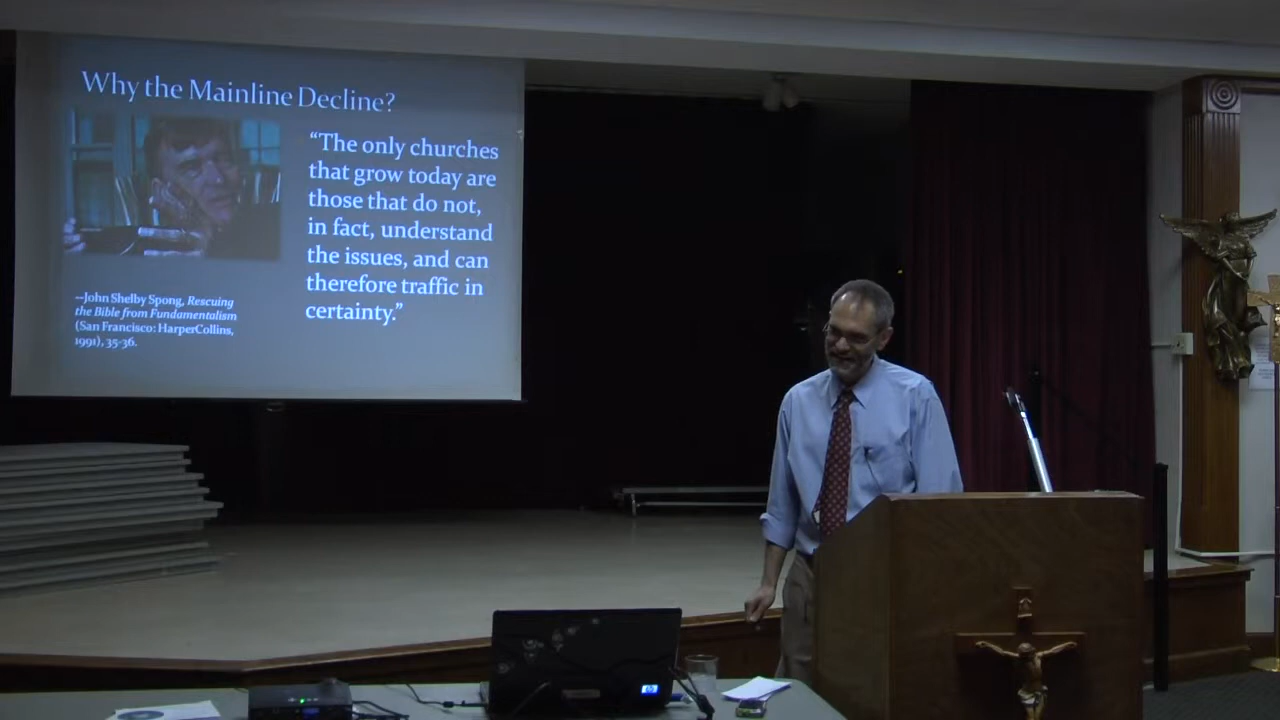 Why the Mainline Decline?
“The only churches
that grow today are
those that do not,
in fact, understand
the issues, and can
therefore traffic in
certainty.”
--John Shelby Spong, Rescuing
the Bible from Fundamentalism
(San Francisco: HarperCollins,
1991), 35-36.
hp